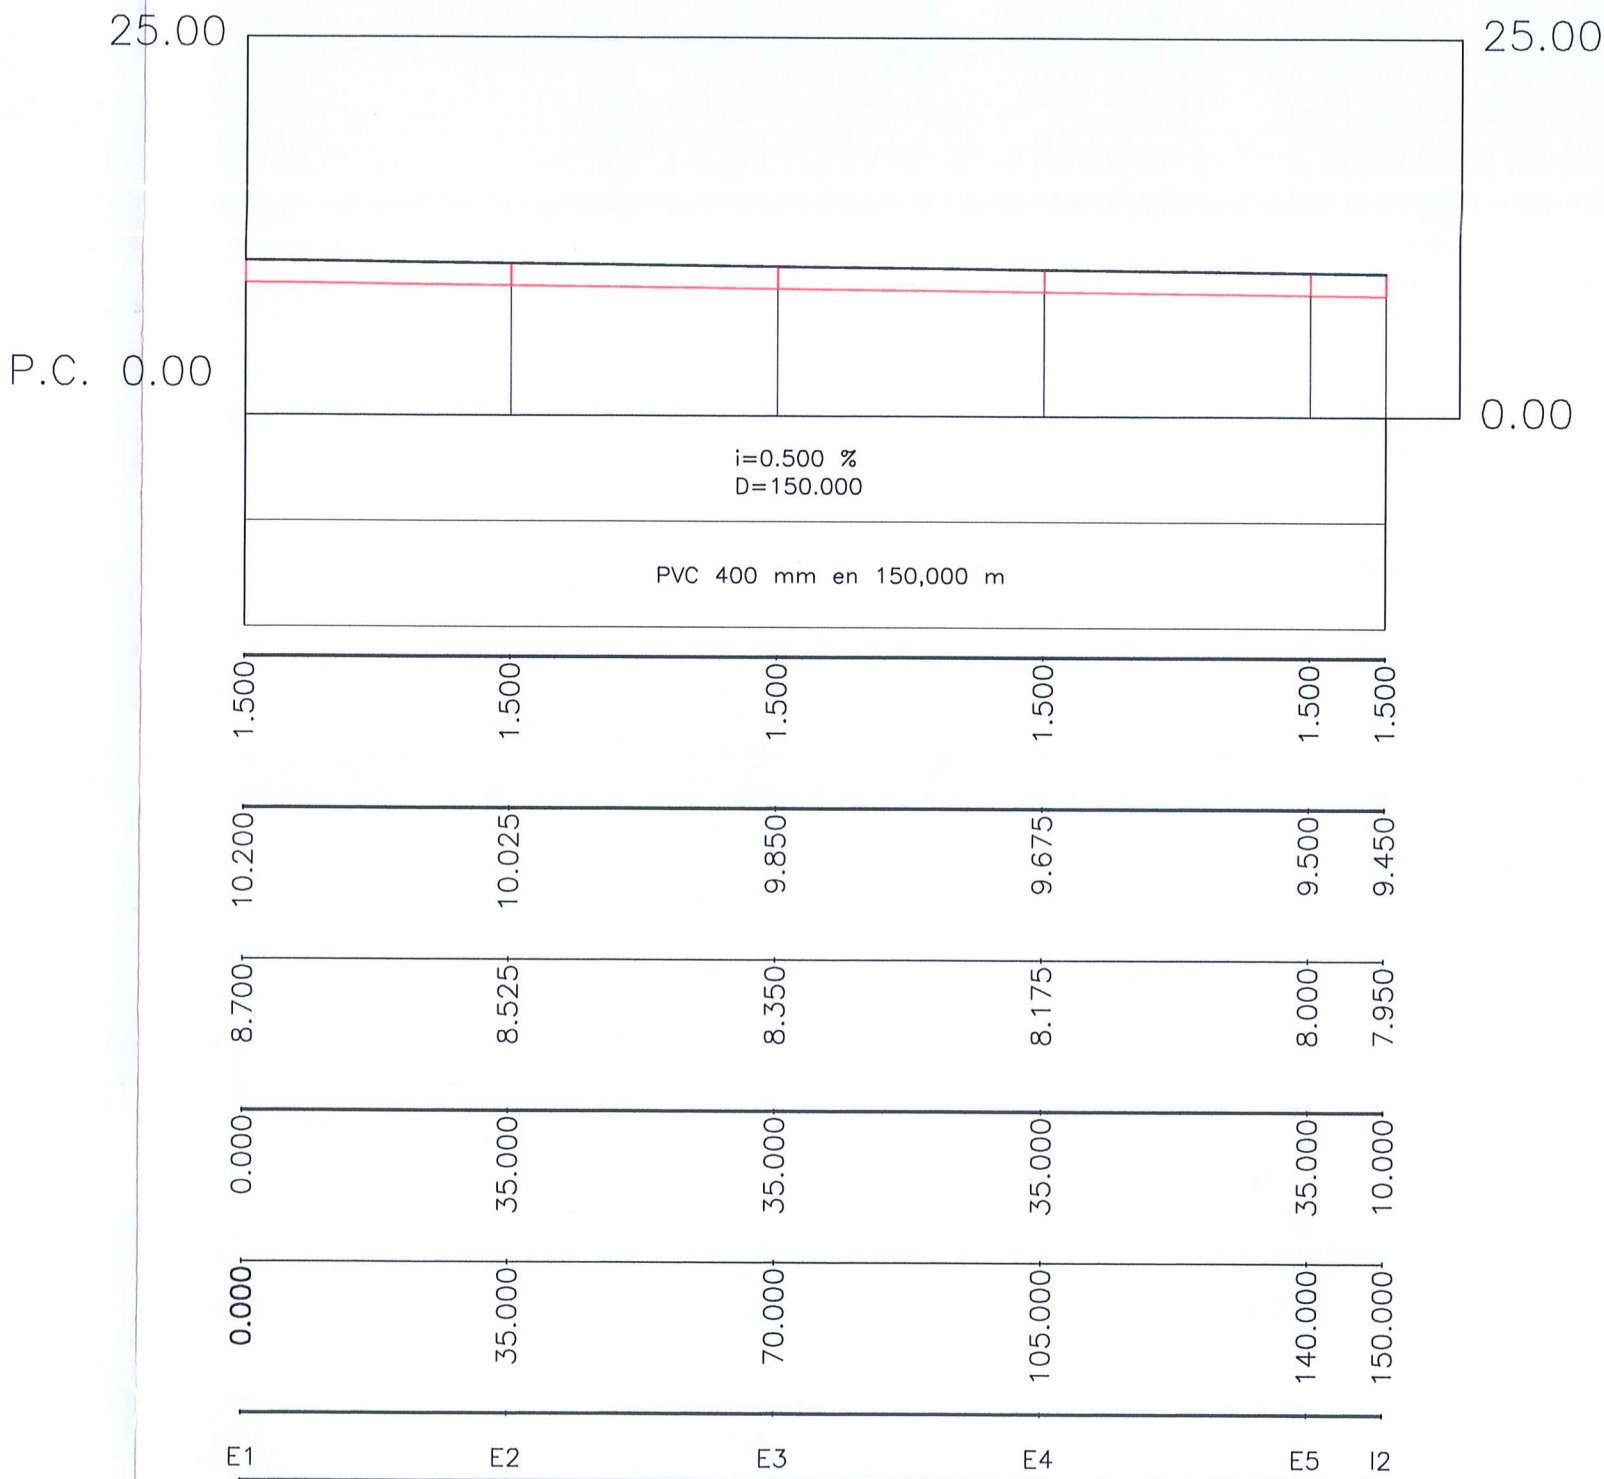 25.00 25.00
P.C. 0.00
0.00
i=0.500 %
D=150.000
PVC 400 mm en 150,000 m
1.500 1.500 1.500 1.500 1.500 1.500
10.200 10.025 9.850 9.675 9.500 9.450
8.700 8.525 8.350 8.175 8.000 7.950
0.000 35.000 35.000 35.000 35.000 10.000
0.000 35.000 70.000 105.000 140.000 150.000
E1 E2 E3 E4 E5 I2